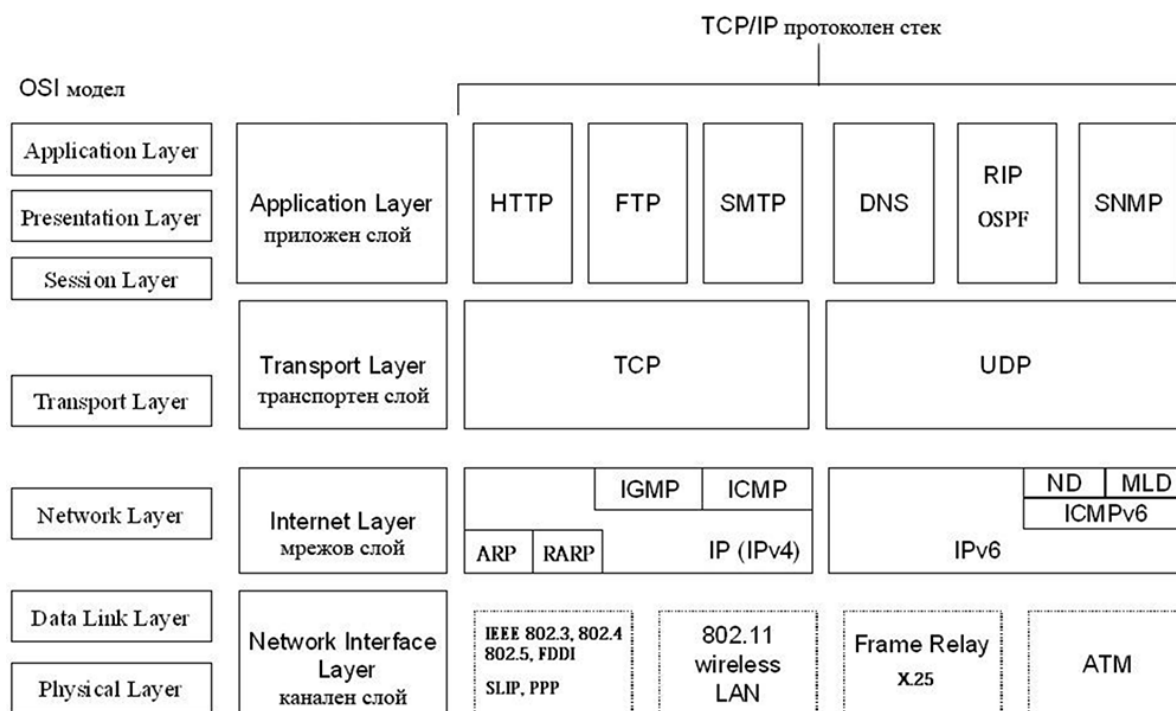 TCP/IP протоколен стек
OSI модел
Application Layer
Presentation Layer
Session Layer
Transport Layer
Network Layer
Data Link Layer
Physical Layer
Application Layer
приложен слой
Transport Layer
транспортен слой
Internet Layer
мрежов слой
Network Interface
Layer
канален слой
HTTP
FTP
SMTP
DNS
RIP
OSPF
SNMP
TCP
UDP
IGMP
ICMP
ARP
RARP
IP (IPv4)
IPv6
ND
MLD
ICMPv6
IEEE 802.3, 802.4
802.5, FDDI
SLIP, PPP
802.11
wireless
LAN
Frame Relay
X.25
ATM